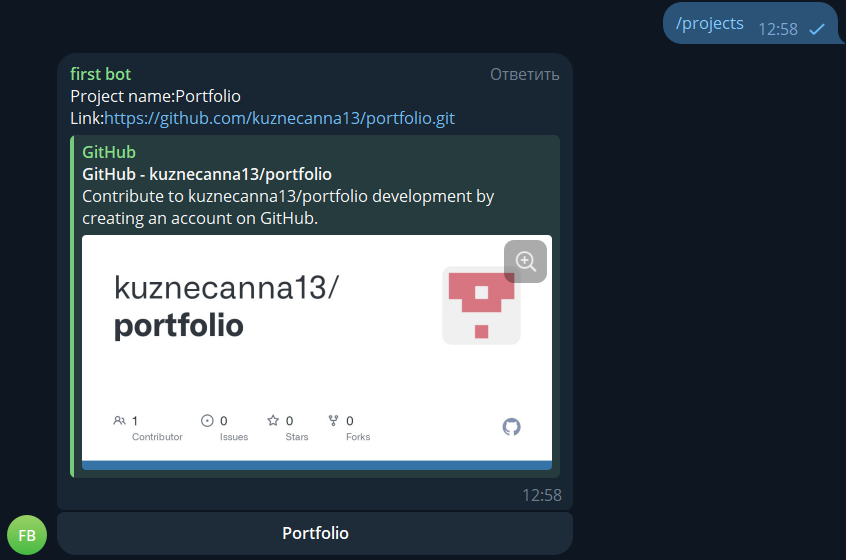 /projects 12:58
first bot Ответить
Project name:Portfolio
Link:https://github.com/kuznecanna13/portfolio.git
GitHub
GitHub - kuznecanna13/portfolio
Contribute to kuznecanna13/portfolio development by
creating an account on GitHub.
kuznecanna13/
portfolio
1 0 0 0
Contributor Issues Stars Forks
12:58
FB Portfolio